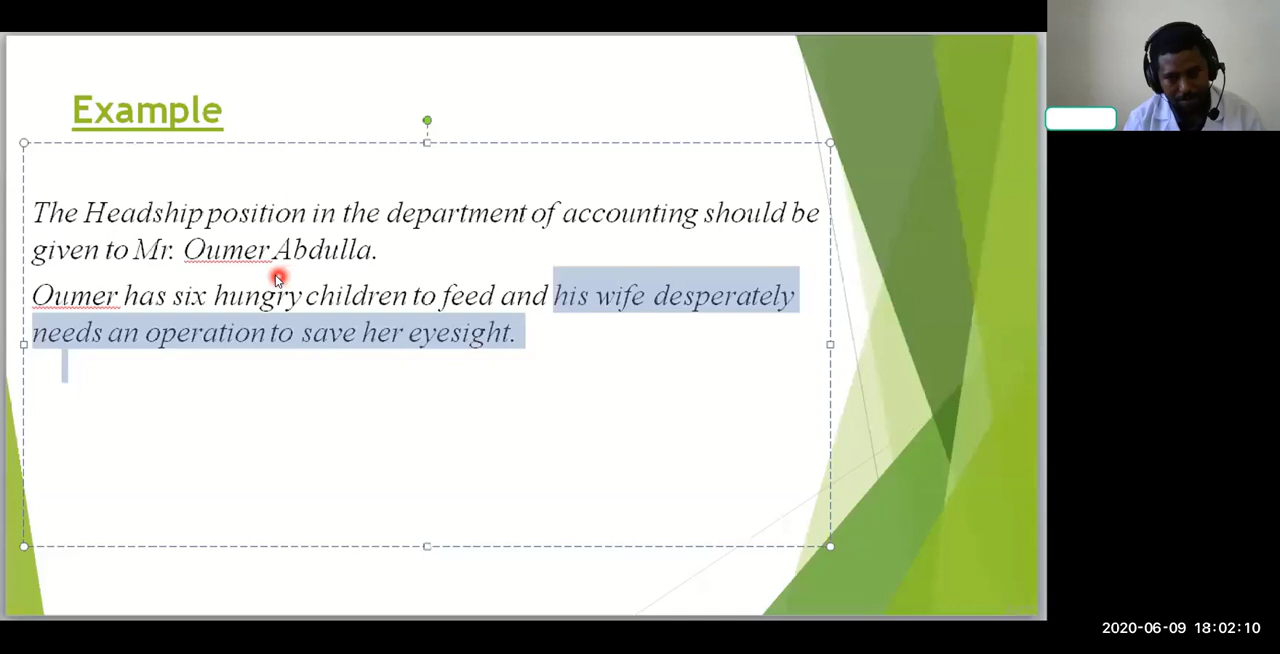 Example
The Headship position in the department of accounting should be
given to Mr. Oumer Abdulla.
Oumer has six hungry children to feed and his wife desperately
needs an operation to save her eyesight.
2020-06-09 18:02:10